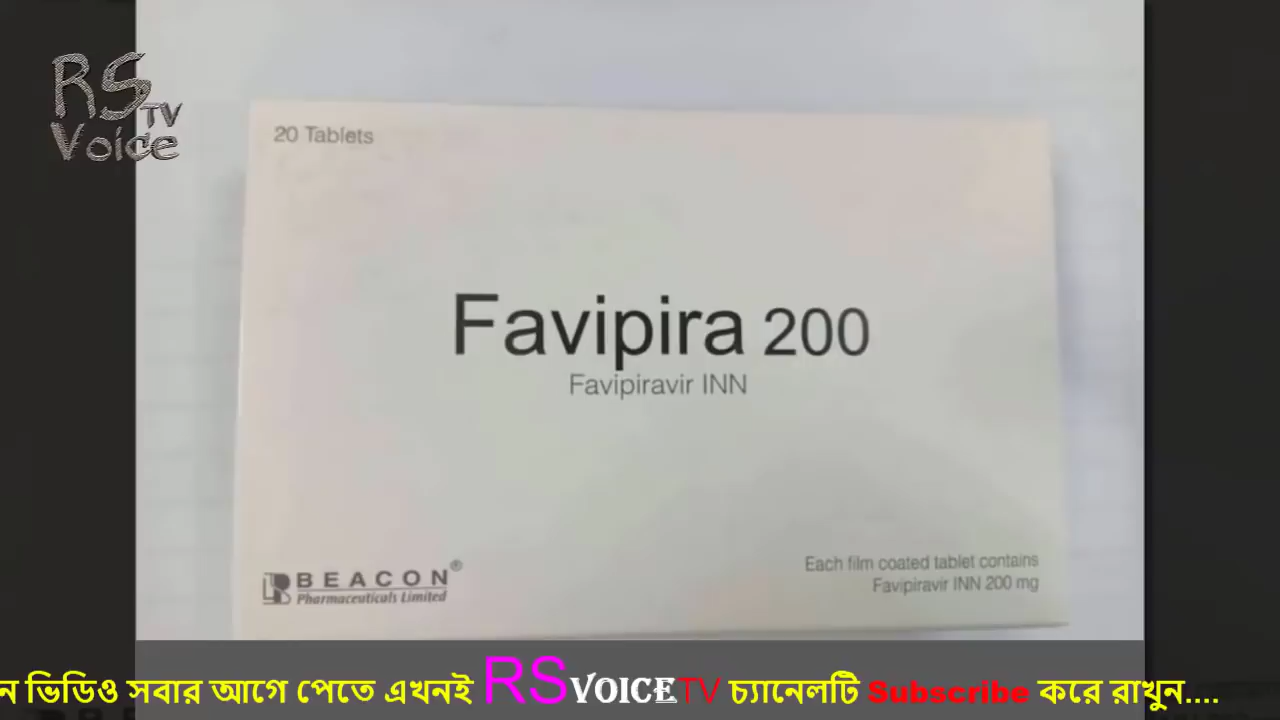 RS TV
Voice
20 Tablets
Favipira 200
Favipiravir INN
BEACON®
Pharmaceuticals Limited
Each film coated tablet contains
Favipiravir INN 200 mg
ন ভিডিও সবার আগে পেতে এখনই RSVOICETV চ্যানেলটি Subscribe করে রাখুন....
BEACO